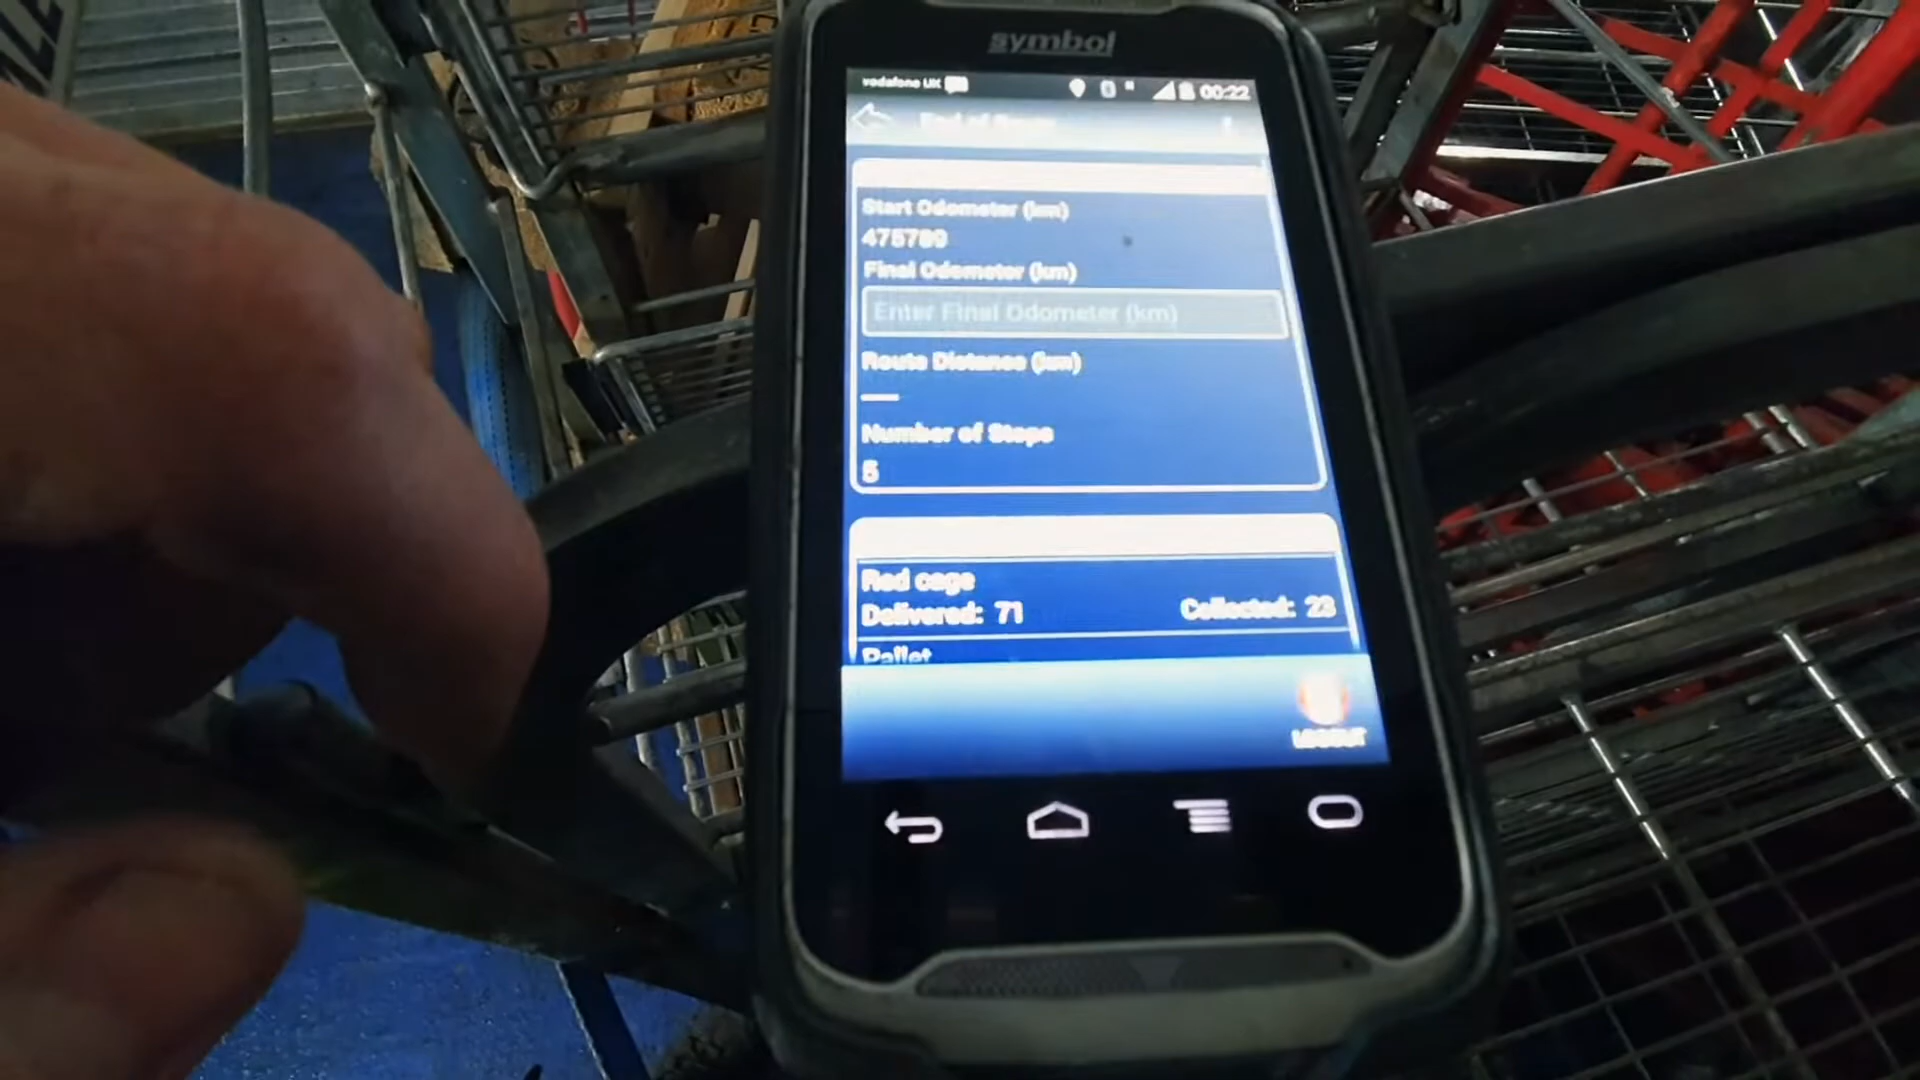 symbol
vodafone UK 00:22
Start Odometer (km)
Final Odometer (km)
Enter Final Odometer (km)
Route Distance (km)
Number of Stops
5
Red cage
Delivered: 71 Collected: 23
Pallet
LOGOUT